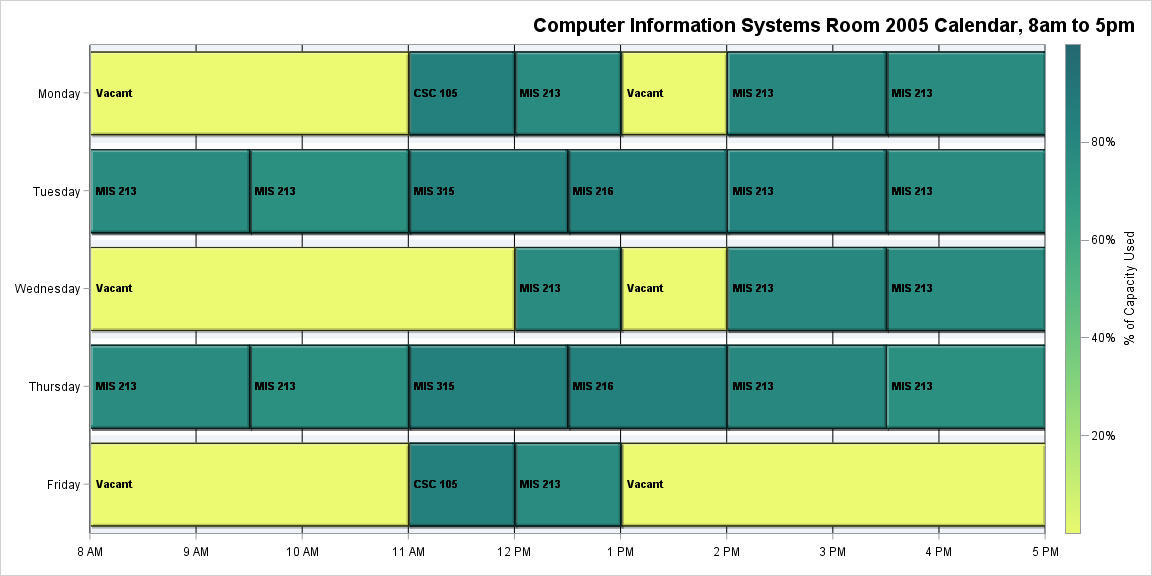 Computer Information Systems Room 2005 Calendar, 8am to 5pm
Monday
Vacant
CSC 105
MIS 213
Vacant
MIS 213
MIS 213
Tuesday
MIS 213
MIS 213
MIS 315
MIS 216
MIS 213
MIS 213
Wednesday
Vacant
MIS 213
Vacant
MIS 213
MIS 213
Thursday
MIS 213
MIS 213
MIS 315
MIS 216
MIS 213
MIS 213
Friday
Vacant
CSC 105
MIS 213
Vacant
8 AM
9 AM
10 AM
11 AM
12 PM
1 PM
2 PM
3 PM
4 PM
5 PM
80%
60%
40%
20%
% of Capacity Used